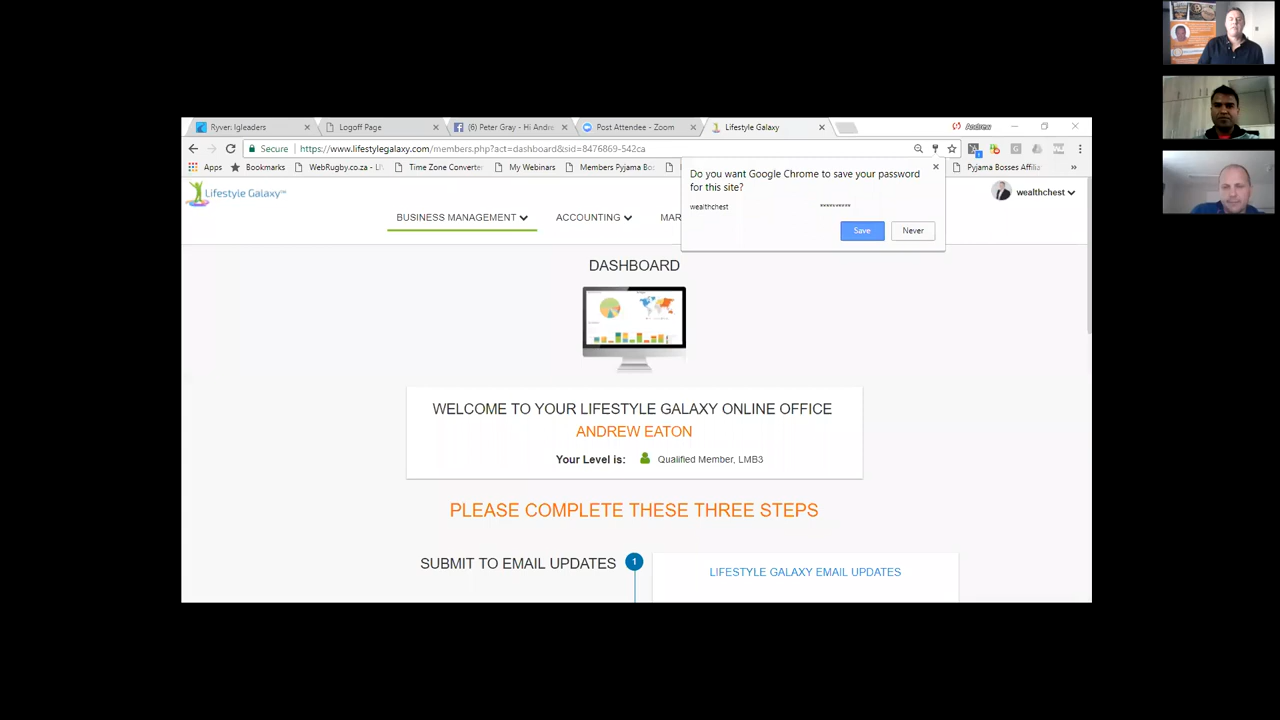 Ryver: Igleaders
Logoff Page
(6) Peter Gray - Hi Andre
Post Attendee - Zoom
Lifestyle Galaxy
Andrew
Secure
https://www.lifestylegalaxy.com/members.php?act=dashboard&sid=8476869-542ca
Apps
Bookmarks
WebRugby.co.za - Li
Time Zone Converter
My Webinars
Members Pyjama Bo
Pyjama Bosses Affilia
»
Do you want Google Chrome to save your password
for this site?
wealthchest
**********
Save
Never
Lifestyle Galaxy™
BUSINESS MANAGEMENT
ACCOUNTING
MAR
wealthchest
DASHBOARD
WELCOME TO YOUR LIFESTYLE GALAXY ONLINE OFFICE
ANDREW EATON
Your Level is:
Qualified Member, LMB3
PLEASE COMPLETE THESE THREE STEPS
SUBMIT TO EMAIL UPDATES
1
LIFESTYLE GALAXY EMAIL UPDATES